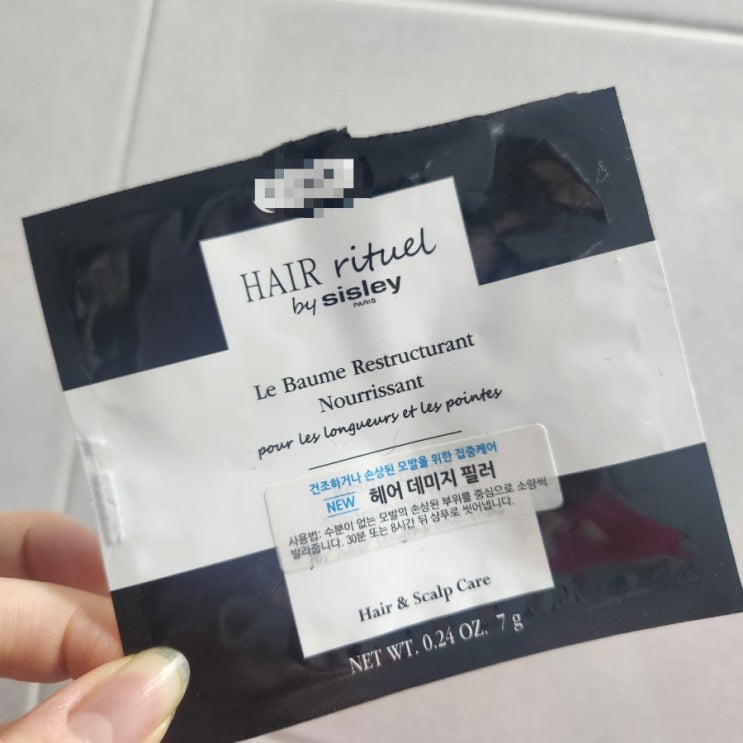 HAIR rituel
by sisley
PARIS
Le Baume Restructurant
Nourrissant
pour les longueurs et les pointes
건조하거나 손상된 모발을 위한 집중케어
NEW 헤어 데미지 필러
사용법: 수분이 없는 모발의 손상된 부위를 중심으로 소량씩
발라줍니다. 30분 또는 8시간 뒤 샴푸로 씻어냅니다.
Hair & Scalp Care
NET WT. 0.24 OZ. 7 g